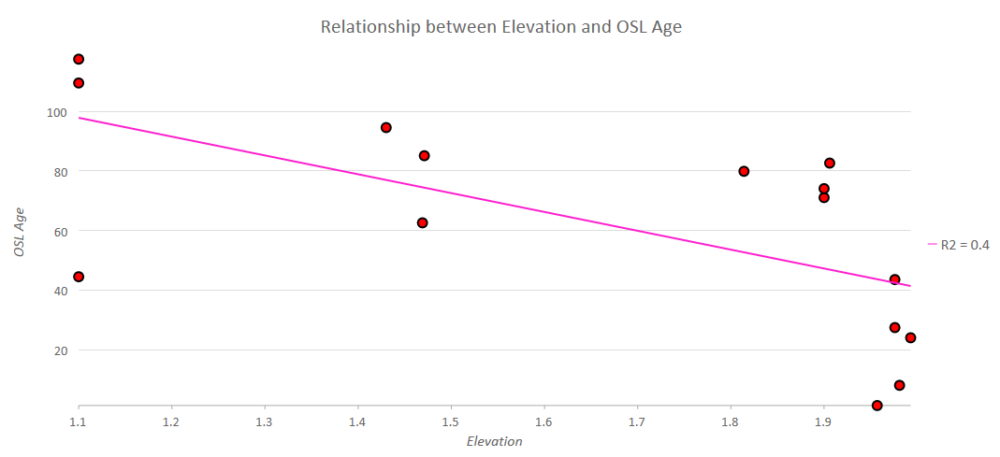 Relationship between Elevation and OSL Age
100
80
60
40
20
OSL Age
1.1 1.2 1.3 1.4 1.5 1.6 1.7 1.8 1.9
Elevation
R2 = 0.4